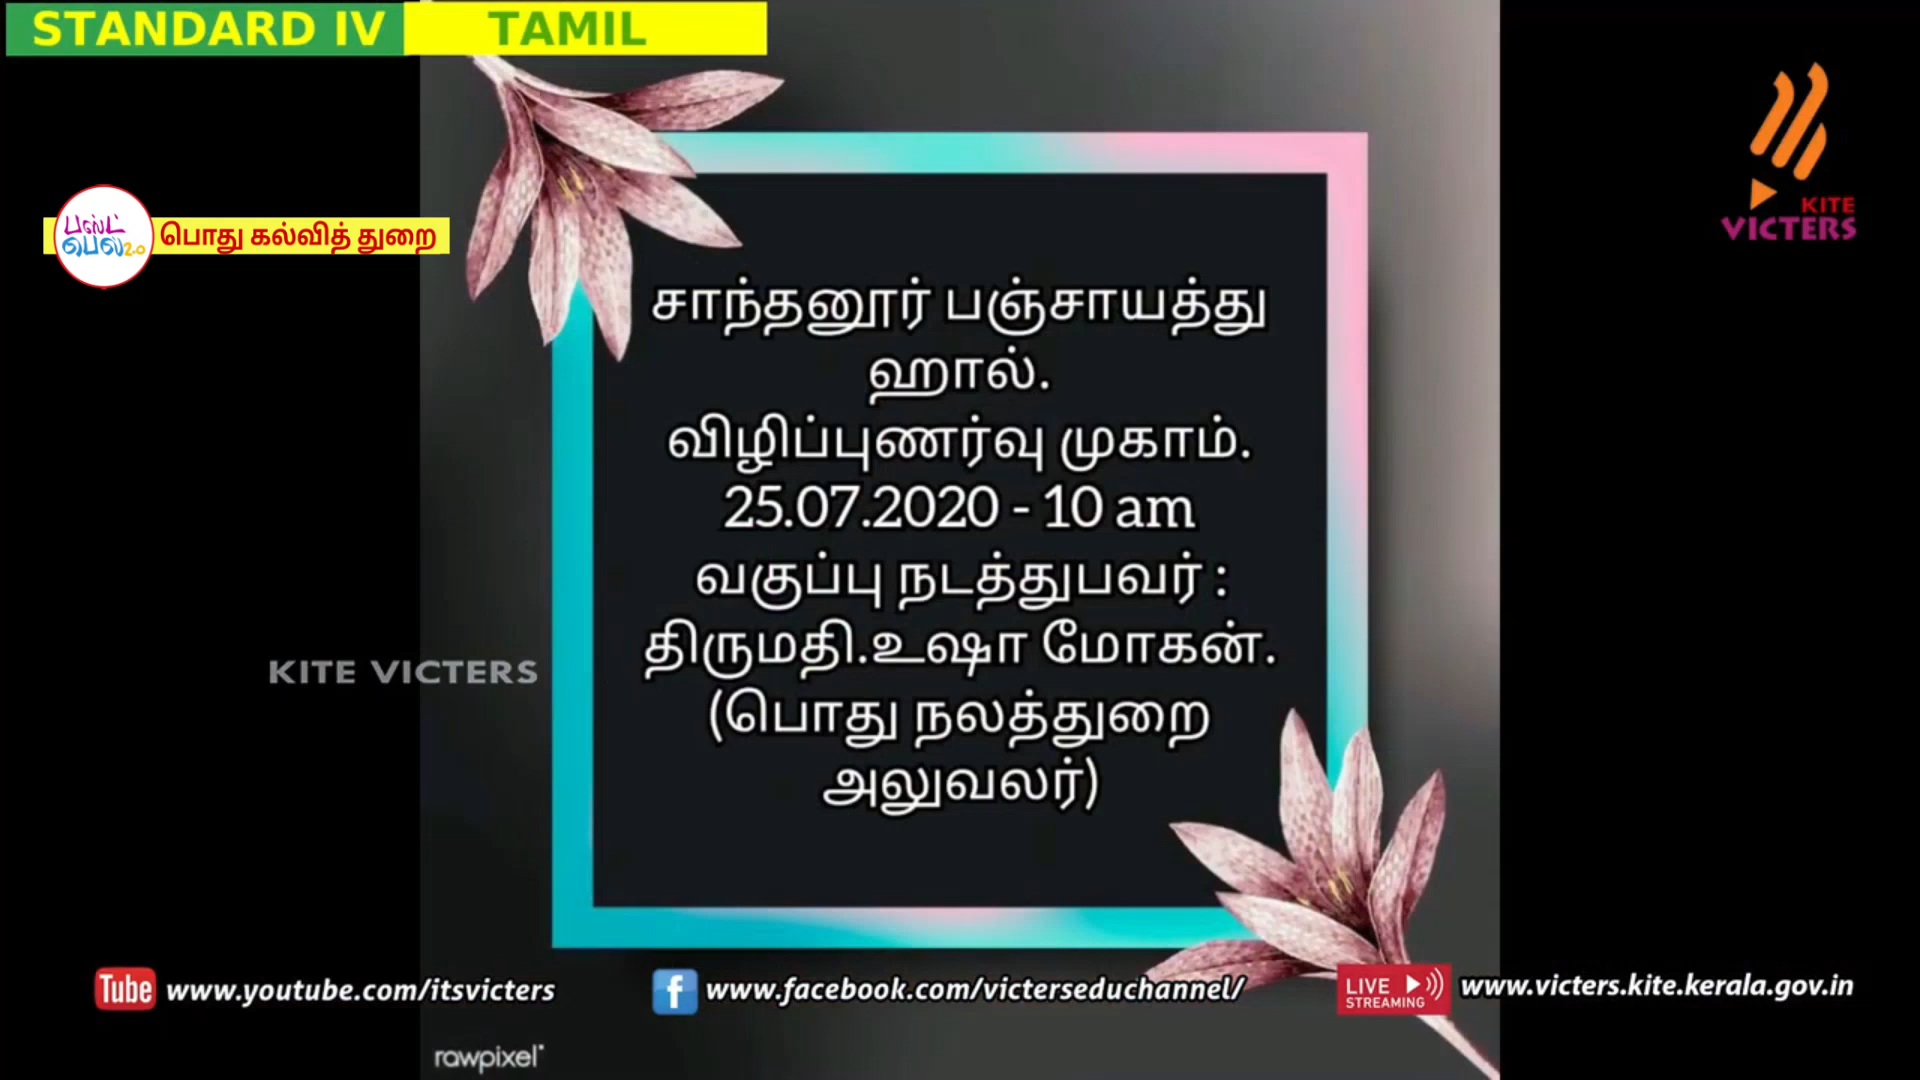 STANDARD IV TAMIL
KITE
VICTERS
பஸ்ட்
பெல் 2.0
பொது கல்வித் துறை
சாந்தனூர் பஞ்சாயத்து
ஹால்.
விழிப்புணர்வு முகாம்.
25.07.2020 - 10 am
வகுப்பு நடத்துபவர் :
திருமதி.உஷா மோகன்.
(பொது நலத்துறை
அலுவலர்)
KITE VICTERS
Tube www.youtube.com/itsvicters
f www.facebook.com/victerseduchannel/
LIVE
STREAMING
www.victers.kite.kerala.gov.in
rawpixel